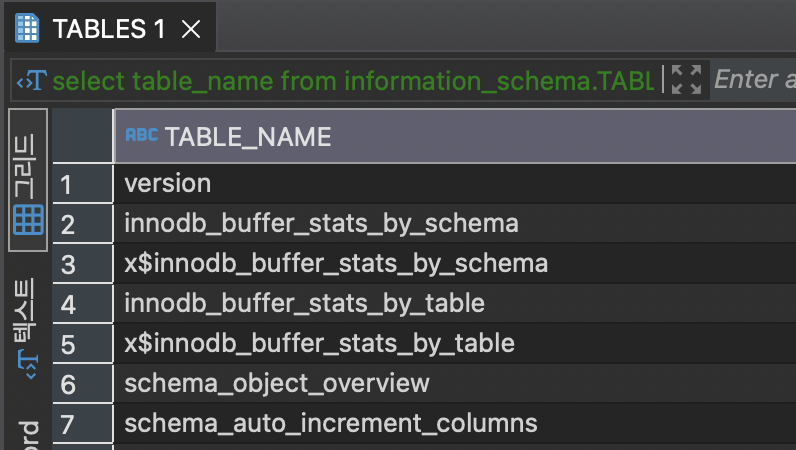 TABLES 1
select table_name from information_schema.TABL
Enter a
그리드
텍스트
ABC TABLE_NAME
1 version
2 innodb_buffer_stats_by_schema
3 x$innodb_buffer_stats_by_schema
4 innodb_buffer_stats_by_table
5 x$innodb_buffer_stats_by_table
6 schema_object_overview
7 schema_auto_increment_columns
ord